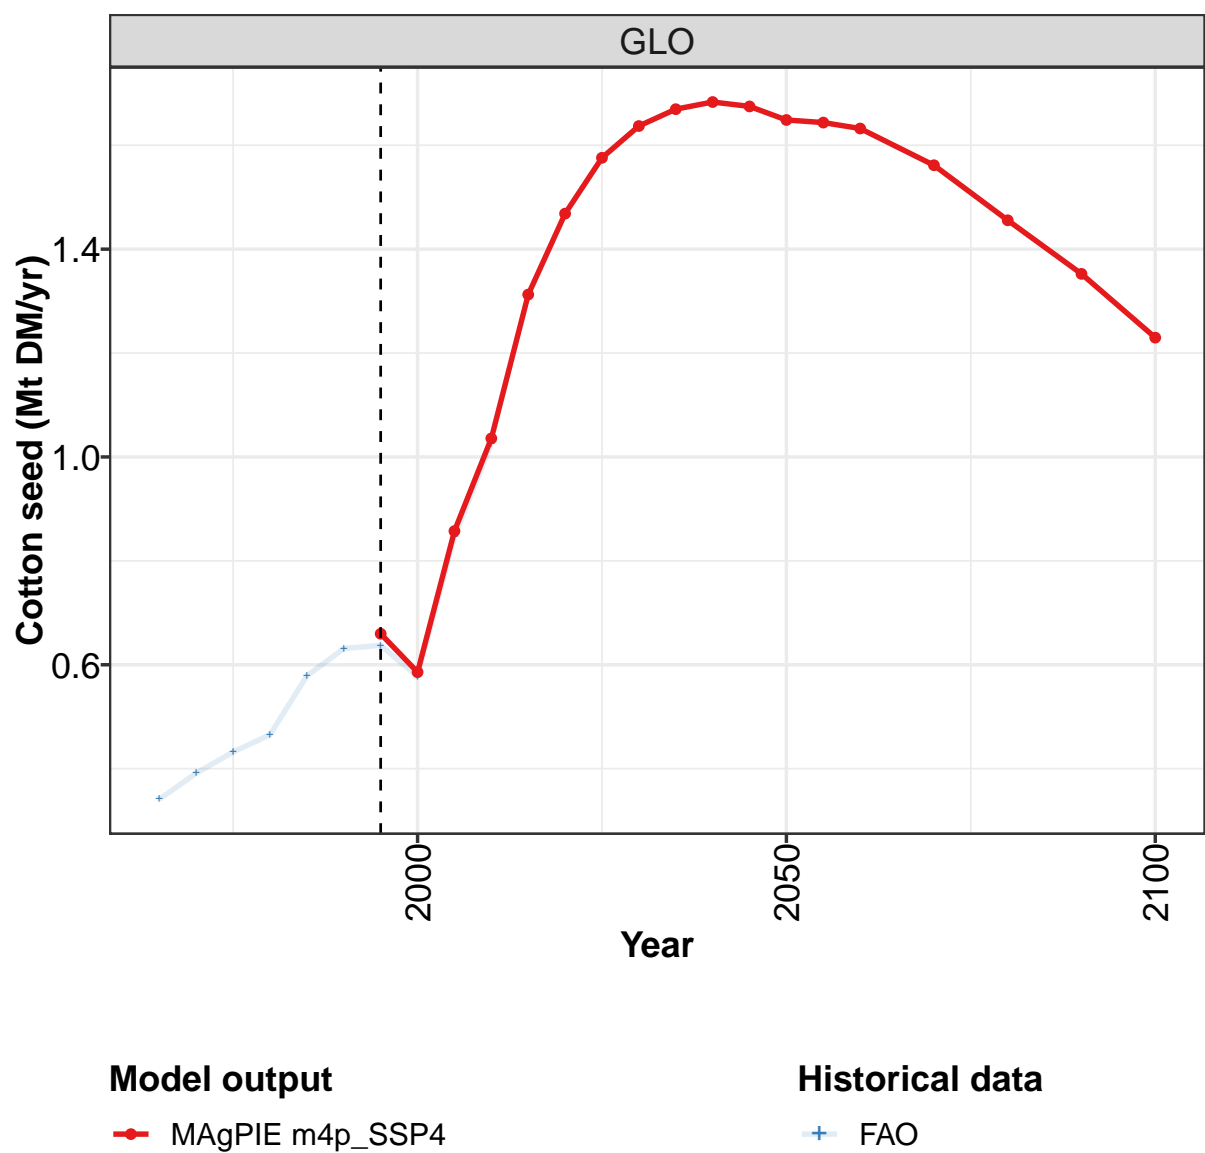 GLO
Cotton seed (Mt DM/yr)
1.4
1.0
0.6
2000
2050
2100
Year
Model output
MAgPIE m4p_SSP4
Historical data
FAO